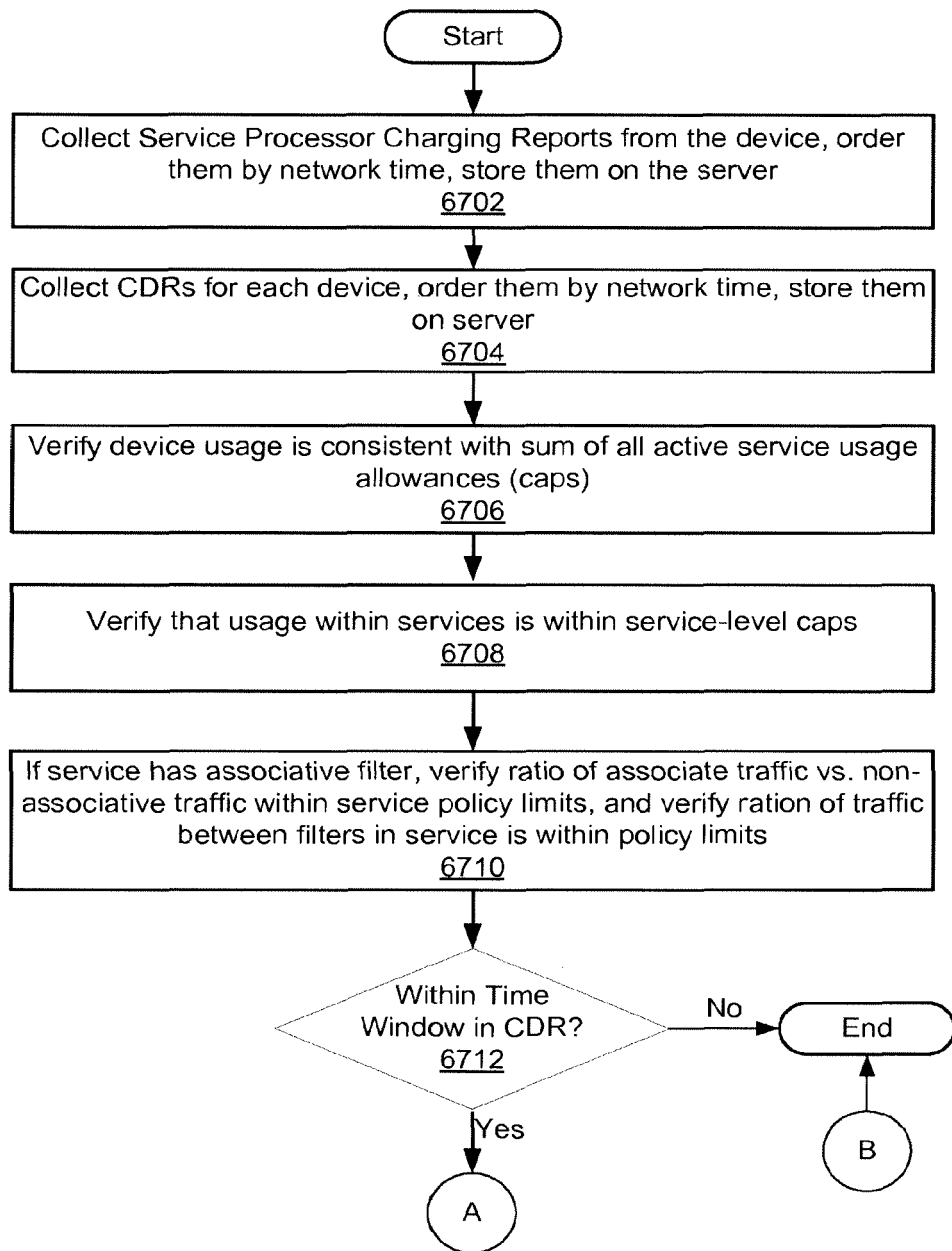 Start
Collect Service Processor Charging Reports from the device, order
them by network time, store them on the server
6702
Collect CDRs for each device, order them by network time, store them
on server
6704
Verify device usage is consistent with sum of all active service usage
allowances (caps)
6706
Verify that usage within services is within service-level caps
6708
If service has associative filter, verify ratio of associate traffic vs. non-
associative traffic within service policy limits, and verify ration of traffic
between filters in service is within policy limits
6710
Within Time
Window in CDR?
6712
No
End
Yes
B
A